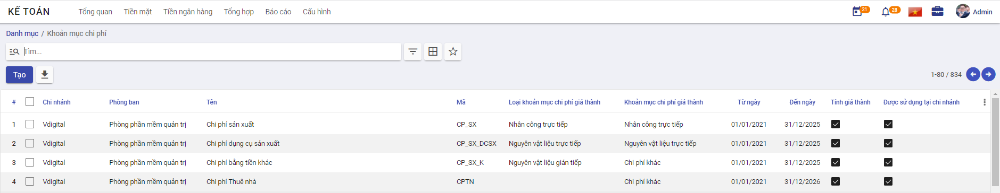 KẾ TOÁN Tổng quan Tiền mặt Tiền ngân hàng Tổng hợp Báo cáo Cấu hình 21 28 Admin
Danh mục / Khoản mục chi phí
Tìm...
Tạo 1-80 / 834
# Chi nhánh Phòng ban Tên Mã Loại khoản mục chi phí giá thành Khoản mục chi phí giá thành Từ ngày Đến ngày Tính giá thành Được sử dụng tại chi nhánh
1 Vdigital Phòng phần mềm quản trị Chi phí sản xuất CP_SX Nhân công trực tiếp Nhân công trực tiếp 01/01/2021 31/12/2025
2 Vdigital Phòng phần mềm quản trị Chi phí dụng cụ sản xuất CP_SX_DCSX Nguyên vật liệu trực tiếp Nguyên vật liệu trực tiếp 01/01/2021 31/12/2025
3 Vdigital Phòng phần mềm quản trị Chi phí bằng tiền khác CP_SX_K Nguyên vật liệu gián tiếp Chi phí khác 01/01/2021 31/12/2025
4 Vdigital Phòng phần mềm quản trị Chi phí Thuê nhà CPTN Chi phí khác 01/01/2021 31/12/2026